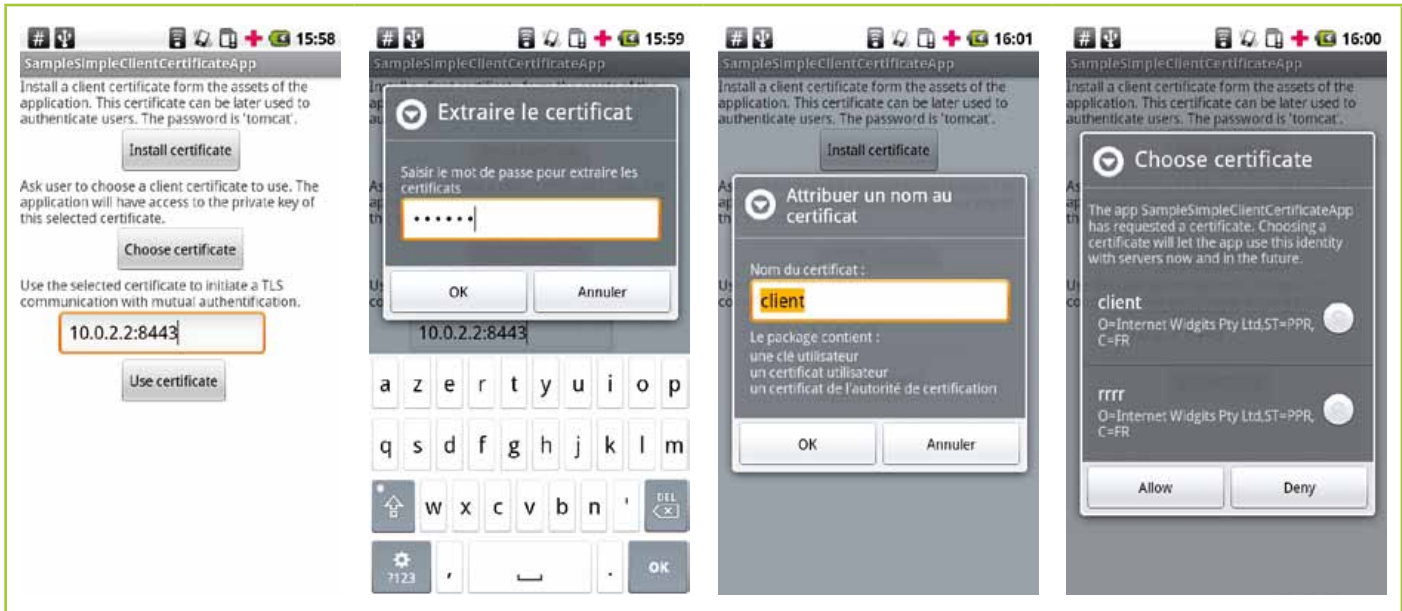 15:58
SampleSimpleClientCertificateApp
Install a client certificate form the assets of the
application. This certificate can be later used to
authenticate users. The password is 'tomcat'.
Install certificate
Ask user to choose a client certificate to use. The
application will have access to the private key of
this selected certificate.
Choose certificate
Use the selected certificate to initiate a TLS
communication with mutual authentification.
10.0.2.2:8443
Use certificate
15:59
SampleSimpleClientCertificateApp
Extraire le certificat
Saisir le mot de passe pour extraire les
certificats
••••••
OK
Annuler
10.0.2.2:8443
a z e r t y u i o p
q s d f g h j k l m
w x c v b n ' DEL
?123 , . OK
16:01
SampleSimpleClientCertificateApp
Install a client certificate form the assets of the
application. This certificate can be later used to
authenticate users. The password is 'tomcat'.
Install certificate
Attribuer un nom au
certificat
Nom du certificat :
client
Le package contient :
une clé utilisateur
un certificat utilisateur
un certificat de l'autorité de certification
OK
Annuler
16:00
SampleSimpleClientCertificateApp
Install a client certificate form the assets of the
application. This certificate can be later used to
authenticate users. The password is 'tomcat'.
Choose certificate
The app SampleSimpleClientCertificateApp
has requested a certificate. Choosing a
certificate will let the app use this identity
with servers now and in the future.
client
O=Internet Widgits Pty Ltd,ST=PPR,
C=FR
rrrr
O=Internet Widgits Pty Ltd,ST=PPR,
C=FR
Allow
Deny